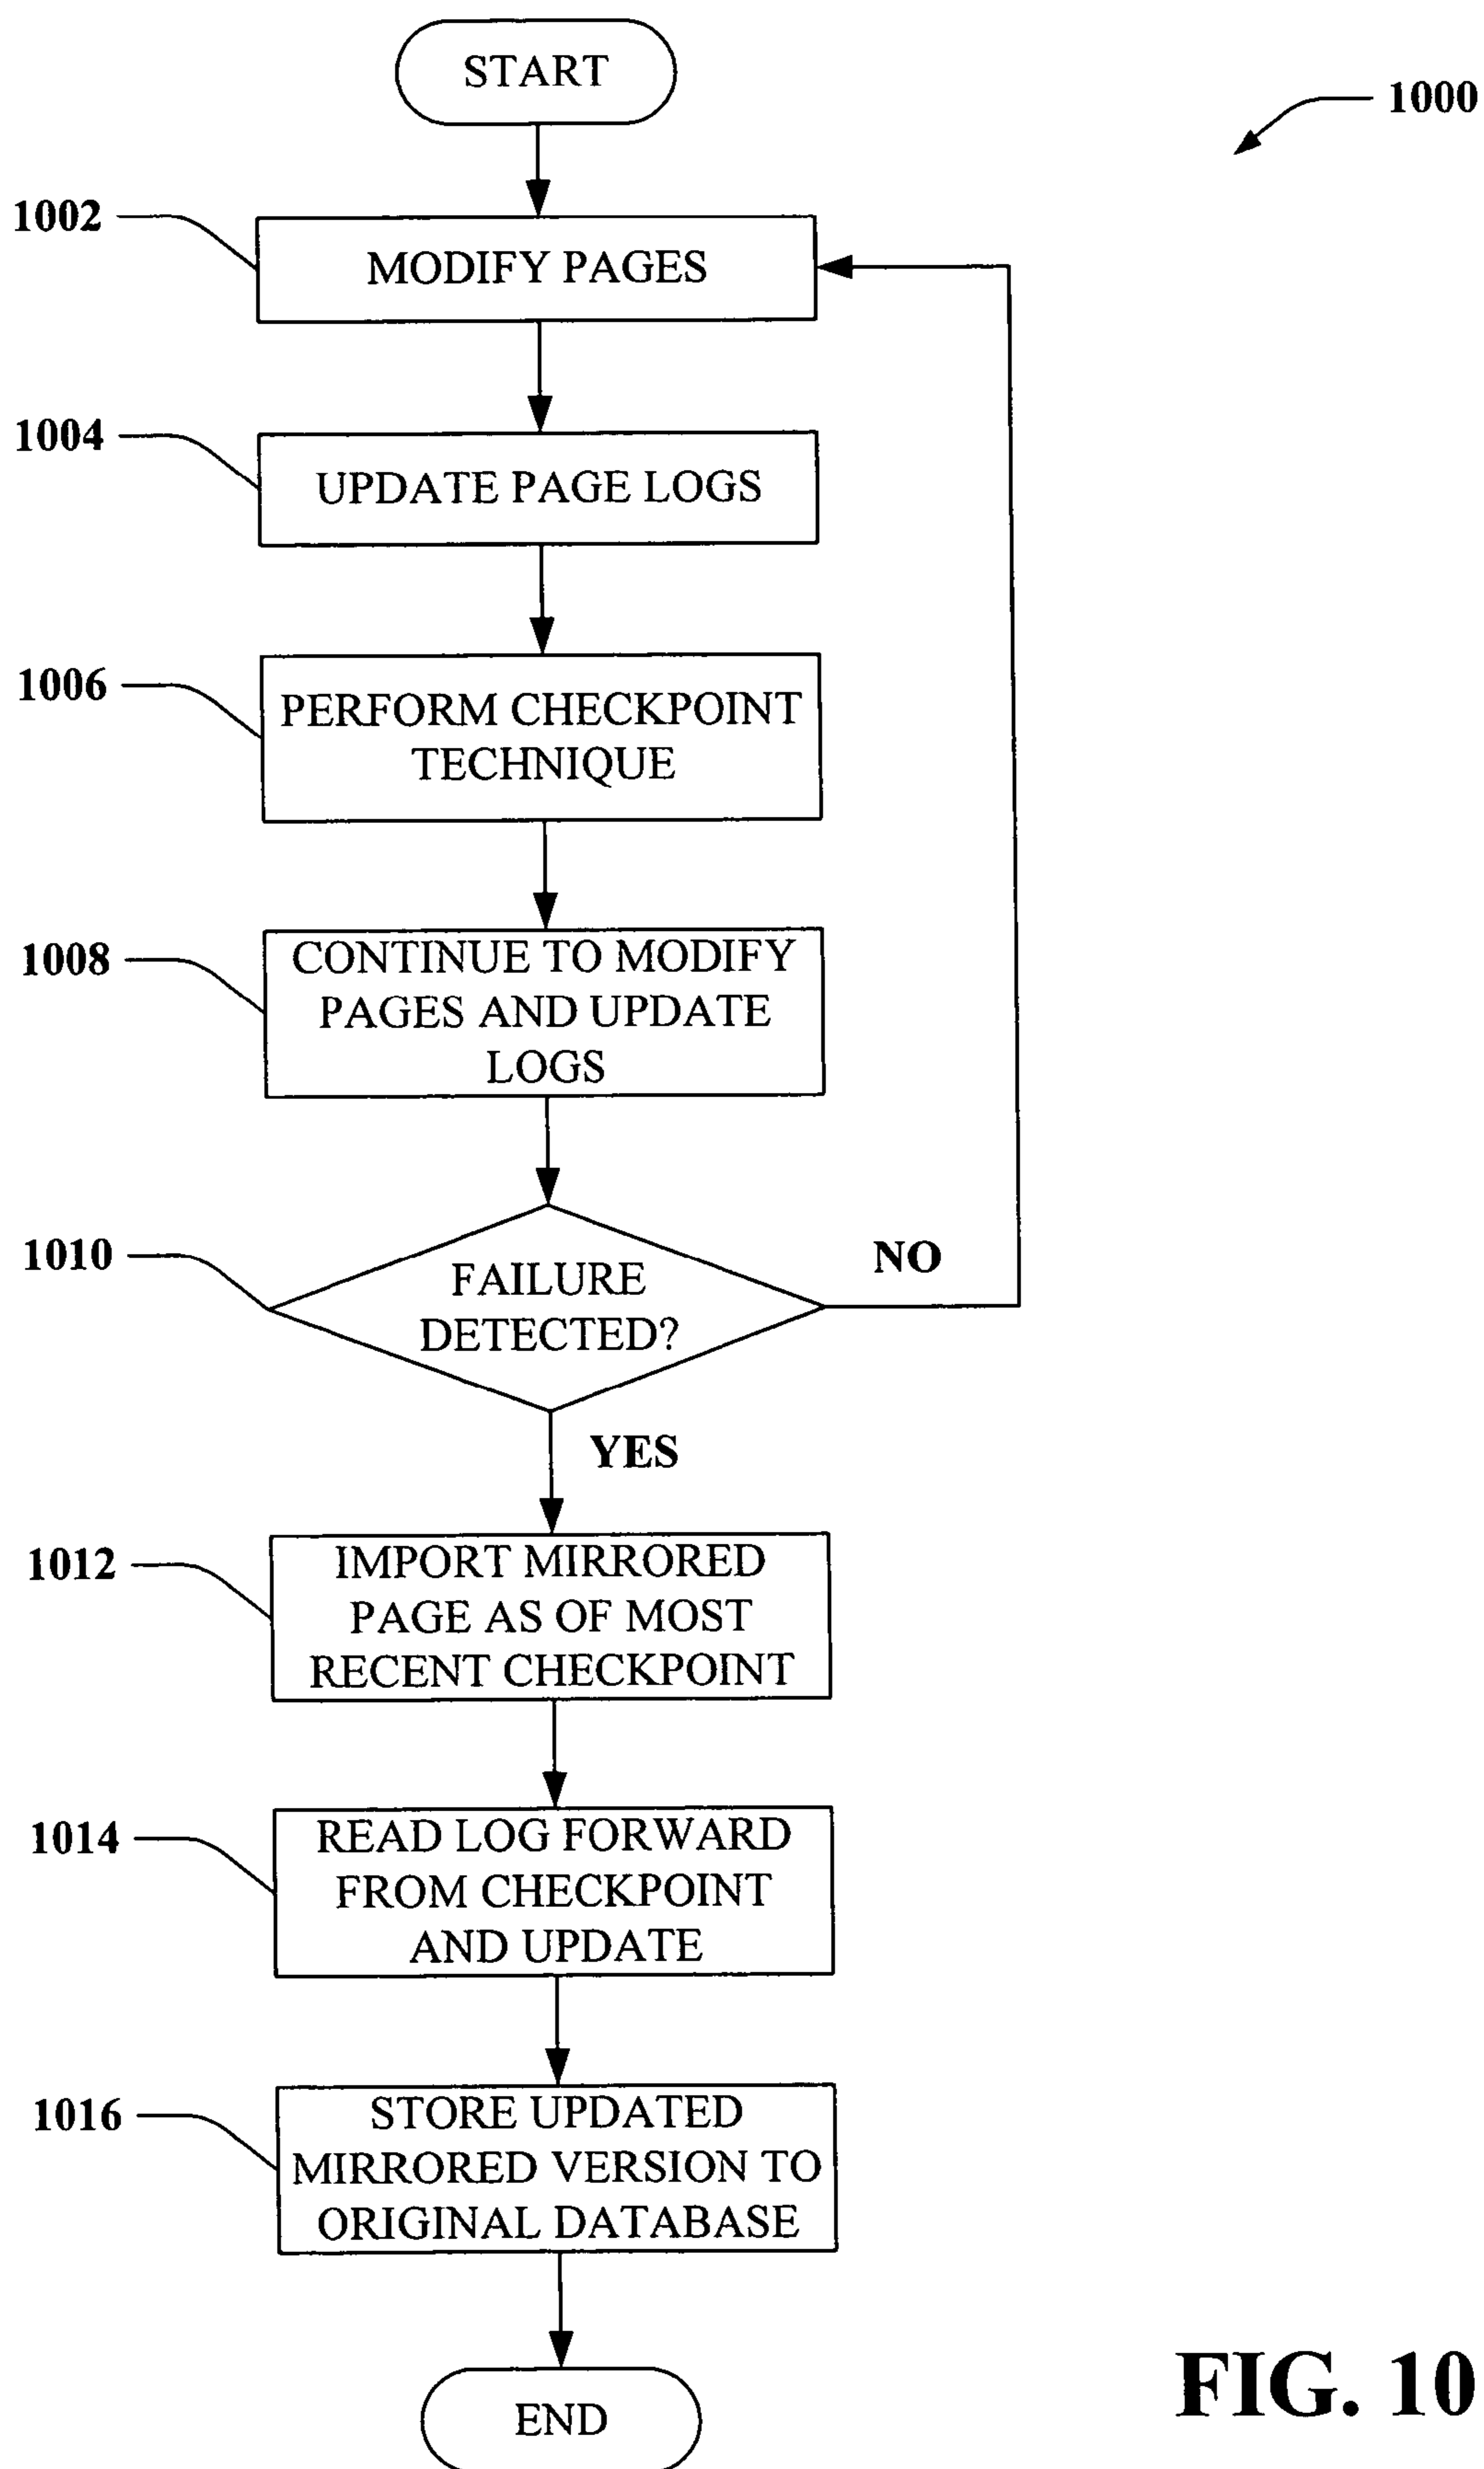 START
1000
1002
MODIFY PAGES
1004
UPDATE PAGE LOGS
1006
PERFORM CHECKPOINT
TECHNIQUE
1008
CONTINUE TO MODIFY
PAGES AND UPDATE
LOGS
1010
FAILURE
DETECTED?
NO
YES
1012
IMPORT MIRRORED
PAGE AS OF MOST
RECENT CHECKPOINT
1014
READ LOG FORWARD
FROM CHECKPOINT
AND UPDATE
1016
STORE UPDATED
MIRRORED VERSION TO
ORIGINAL DATABASE
END
FIG. 10